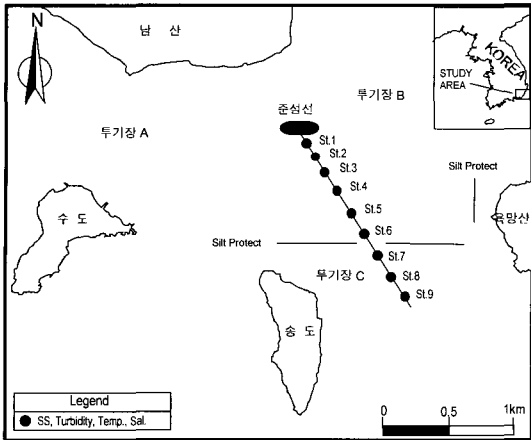 N
남 산
KOREA
STUDY
AREA
투기장 B
준설선
투기장 A
St.1
St.2
St.3
Silt Protect
St.4
수 도
St.5
욕망산
St.6
Silt Protect
St.7
투기장 C
St.8
St.9
송 도
Legend
SS, Turbidity, Temp., Sal.
0 0.5 1km